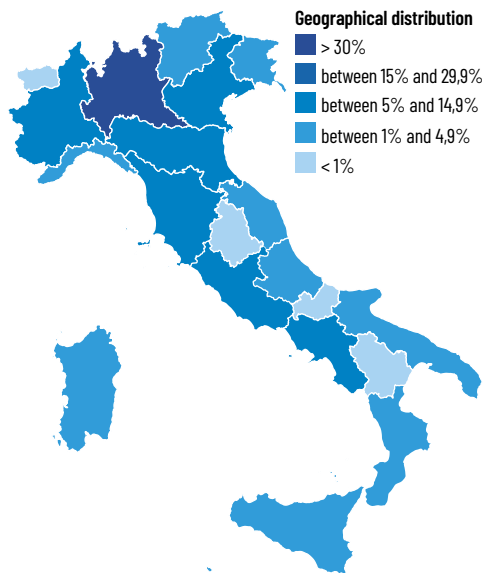 Geographical distribution
> 30%
between 15% and 29,9%
between 5% and 14,9%
between 1% and 4,9%
< 1%